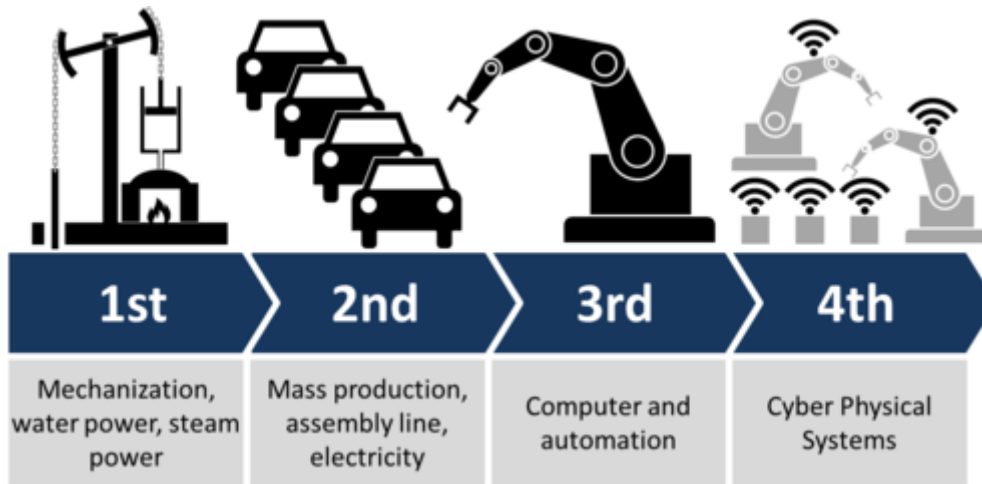 1st
2nd
3rd
4th
Mechanization,
water power, steam
power
Mass production,
assembly line,
electricity
Computer and
automation
Cyber Physical
Systems